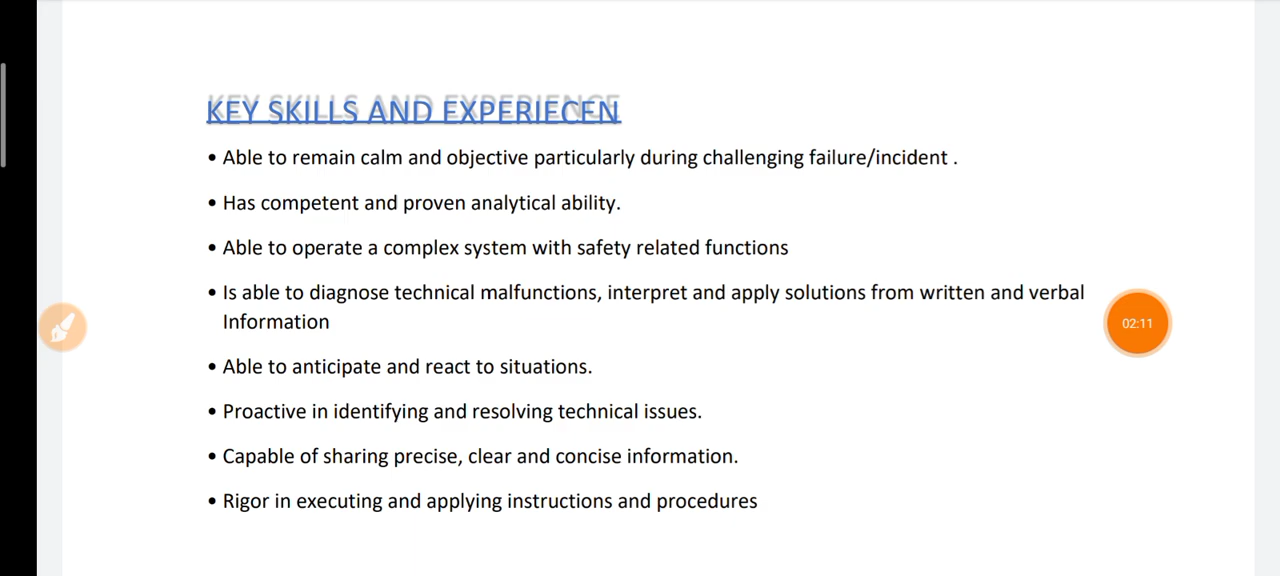 KEY SKILLS AND EXPERIECEN
• Able to remain calm and objective particularly during challenging failure/incident .
• Has competent and proven analytical ability.
• Able to operate a complex system with safety related functions
• Is able to diagnose technical malfunctions, interpret and apply solutions from written and verbal
Information
02:11
• Able to anticipate and react to situations.
• Proactive in identifying and resolving technical issues.
• Capable of sharing precise, clear and concise information.
• Rigor in executing and applying instructions and procedures